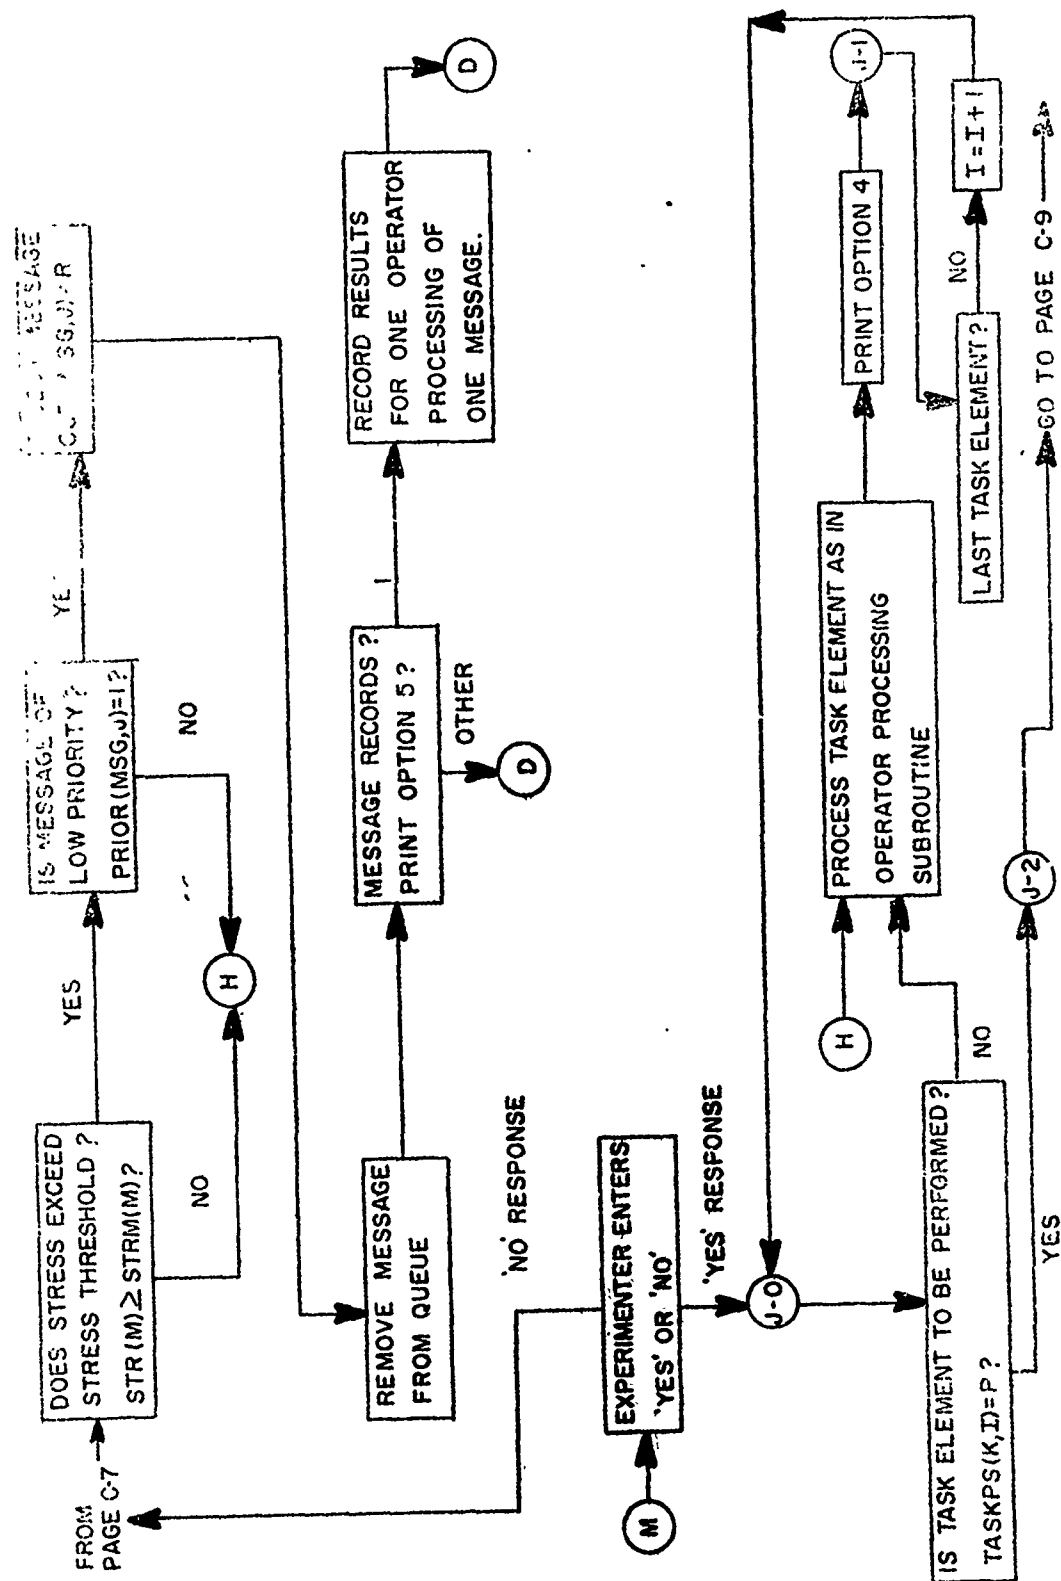 FROM
PAGE C-7
DOES STRESS EXCEED
STRESS THRESHOLD?
STR(M)≥STRM(M)?
YES
NO
H
IS MESSAGE OF
LOW PRIORITY?
PRIOR(MSG,J)=1?
YE
NO
MESSAGE
REMOVE MESSAGE
FROM QUEUE
MESSAGE RECORDS?
PRINT OPTION 5?
1
OTHER
D
RECORD RESULTS
FOR ONE OPERATOR
PROCESSING OF
ONE MESSAGE.
D
'NO' RESPONSE
M
EXPERIMENTER ENTERS
'YES' OR 'NO'
'YES' RESPONSE
J-O
IS TASK ELEMENT TO BE PERFORMED?
TASKPS(K,I)=P?
NO
YES
H
PROCESS TASK ELEMENT AS IN
OPERATOR PROCESSING
SUBROUTINE
PRINT OPTION 4
J-1
LAST TASK ELEMENT?
NO
I=I+1
J-2
GO TO PAGE C-9